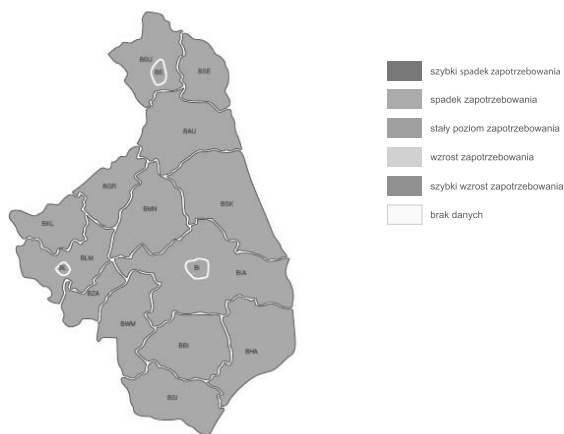 BSU
BS
BSE
BAU
BGR
BMN
BSK
BKL
BLM
BL
BI
BIA
BZA
BWM
BBI
BHA
BSI
szybki spadek zapotrzebowania
spadek zapotrzebowania
stały poziom zapotrzebowania
wzrost zapotrzebowania
szybki wzrost zapotrzebowania
brak danych